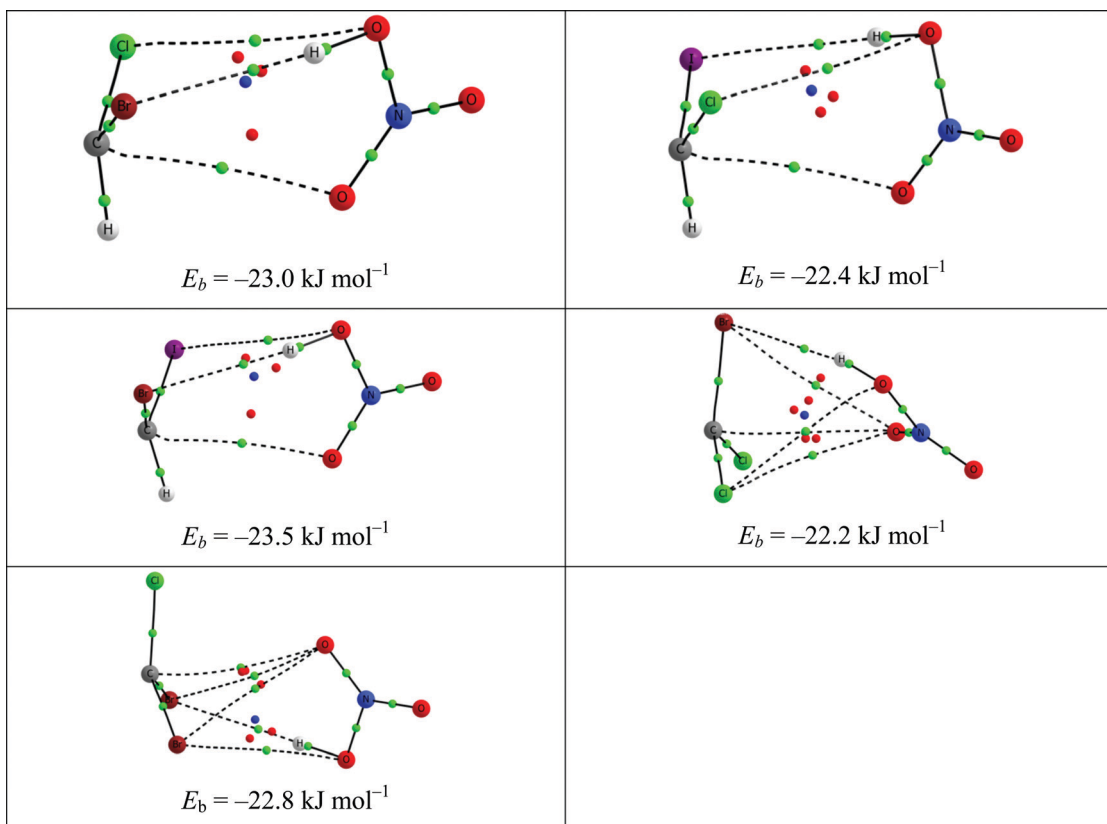 Cl
O
H
Br
O
N
C
O
H
E_b = –23.0 kJ mol⁻¹
H
O
I
Cl
N
O
C
O
H
E_b = –22.4 kJ mol⁻¹
I
O
H
Br
O
N
C
O
H
E_b = –23.5 kJ mol⁻¹
Br
H
O
C
O
N
Cl
O
Cl
E_b = –22.2 kJ mol⁻¹
Cl
O
C
Br
N
O
Br
H
O
E_b = –22.8 kJ mol⁻¹